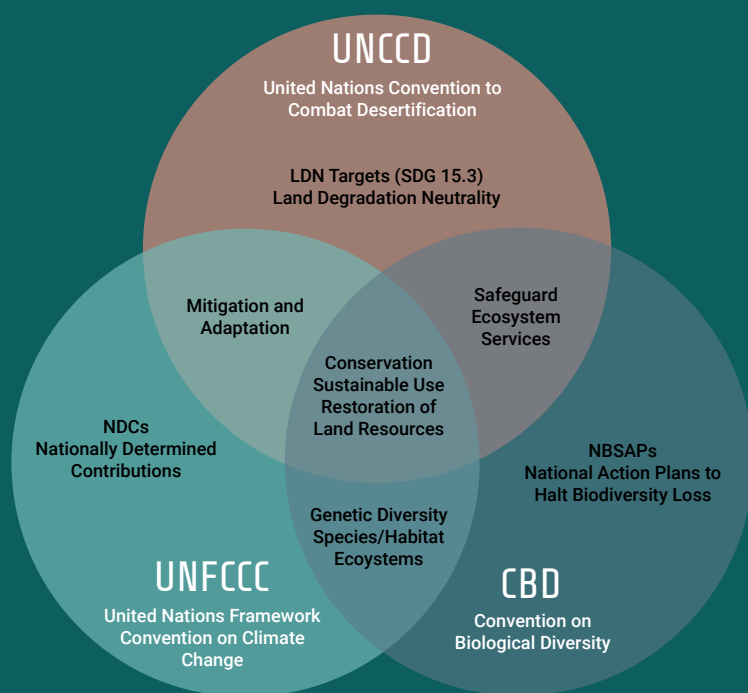 UNCCD
United Nations Convention to
Combat Desertification
LDN Targets (SDG 15.3)
Land Degradation Neutrality
Mitigation and
Adaptation
Safeguard
Ecosystem
Services
Conservation
Sustainable Use
Restoration of
Land Resources
NDCs
Nationally Determined
Contributions
NBSAPs
National Action Plans to
Halt Biodiversity Loss
Genetic Diversity
Species/Habitat
Ecoystems
UNFCCC
United Nations Framework
Convention on Climate
Change
CBD
Convention on
Biological Diversity